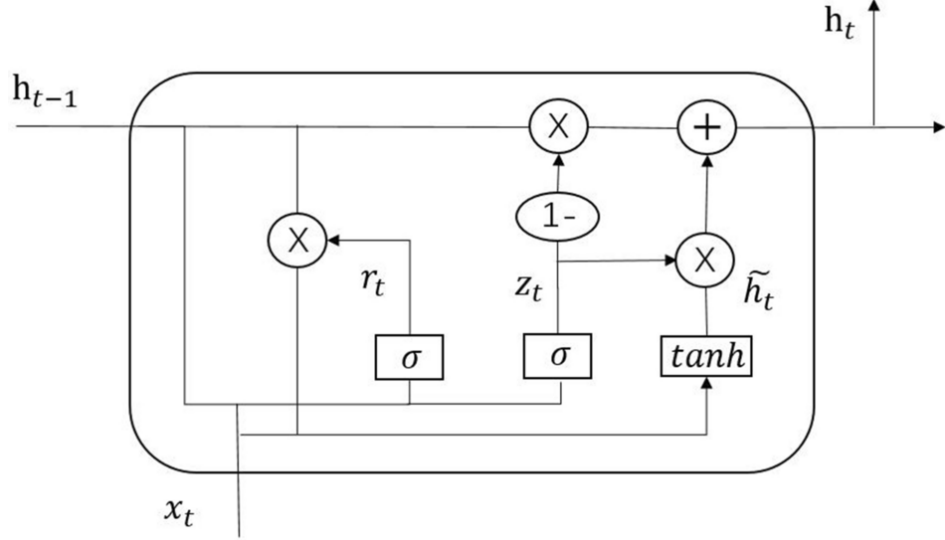 h_t
h_{t-1}
X
+
1-
X
r_t
z_t
X
h̃_t
σ
σ
tanh
x_t